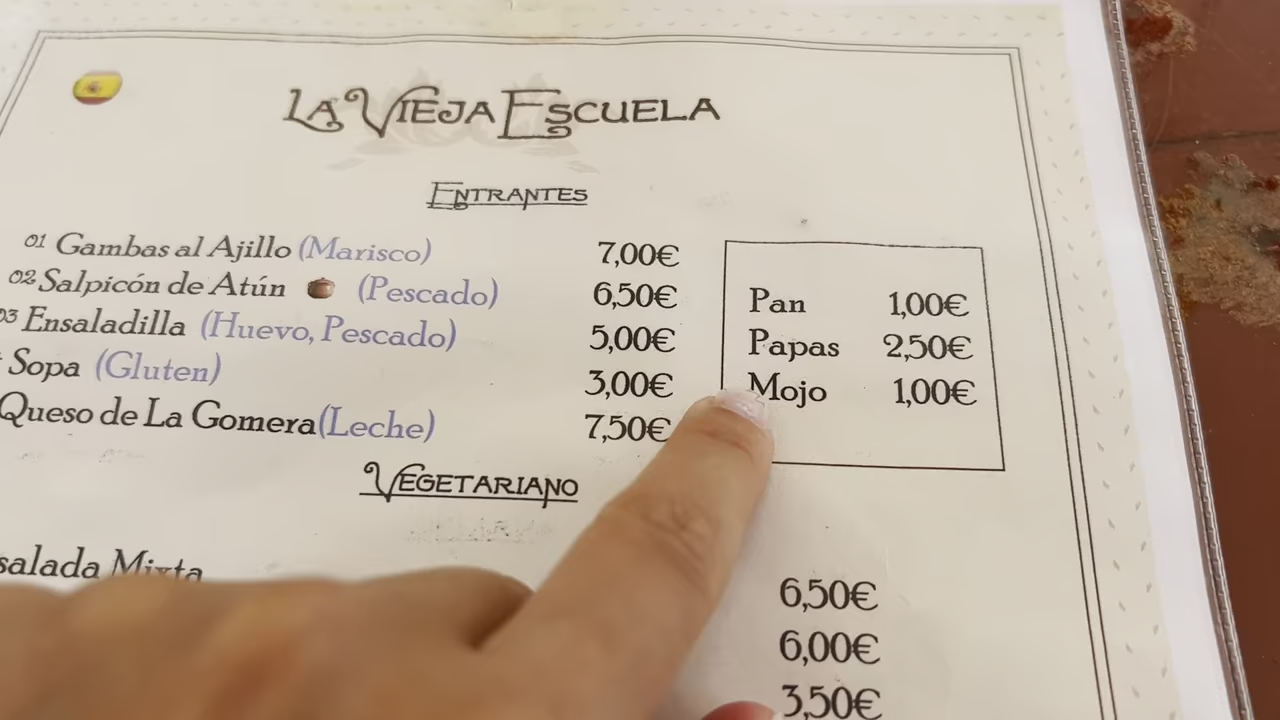 La Vieja Escuela
Entrantes
01 Gambas al Ajillo (Marisco) 7,00€
02 Salpicón de Atún (Pescado) 6,50€
03 Ensaladilla (Huevo, Pescado) 5,00€
Sopa (Gluten) 3,00€
Queso de La Gomera (Leche) 7,50€
Pan 1,00€
Papas 2,50€
Mojo 1,00€
Vegetariano
Mixta 6,50€
6,00€
3,50€